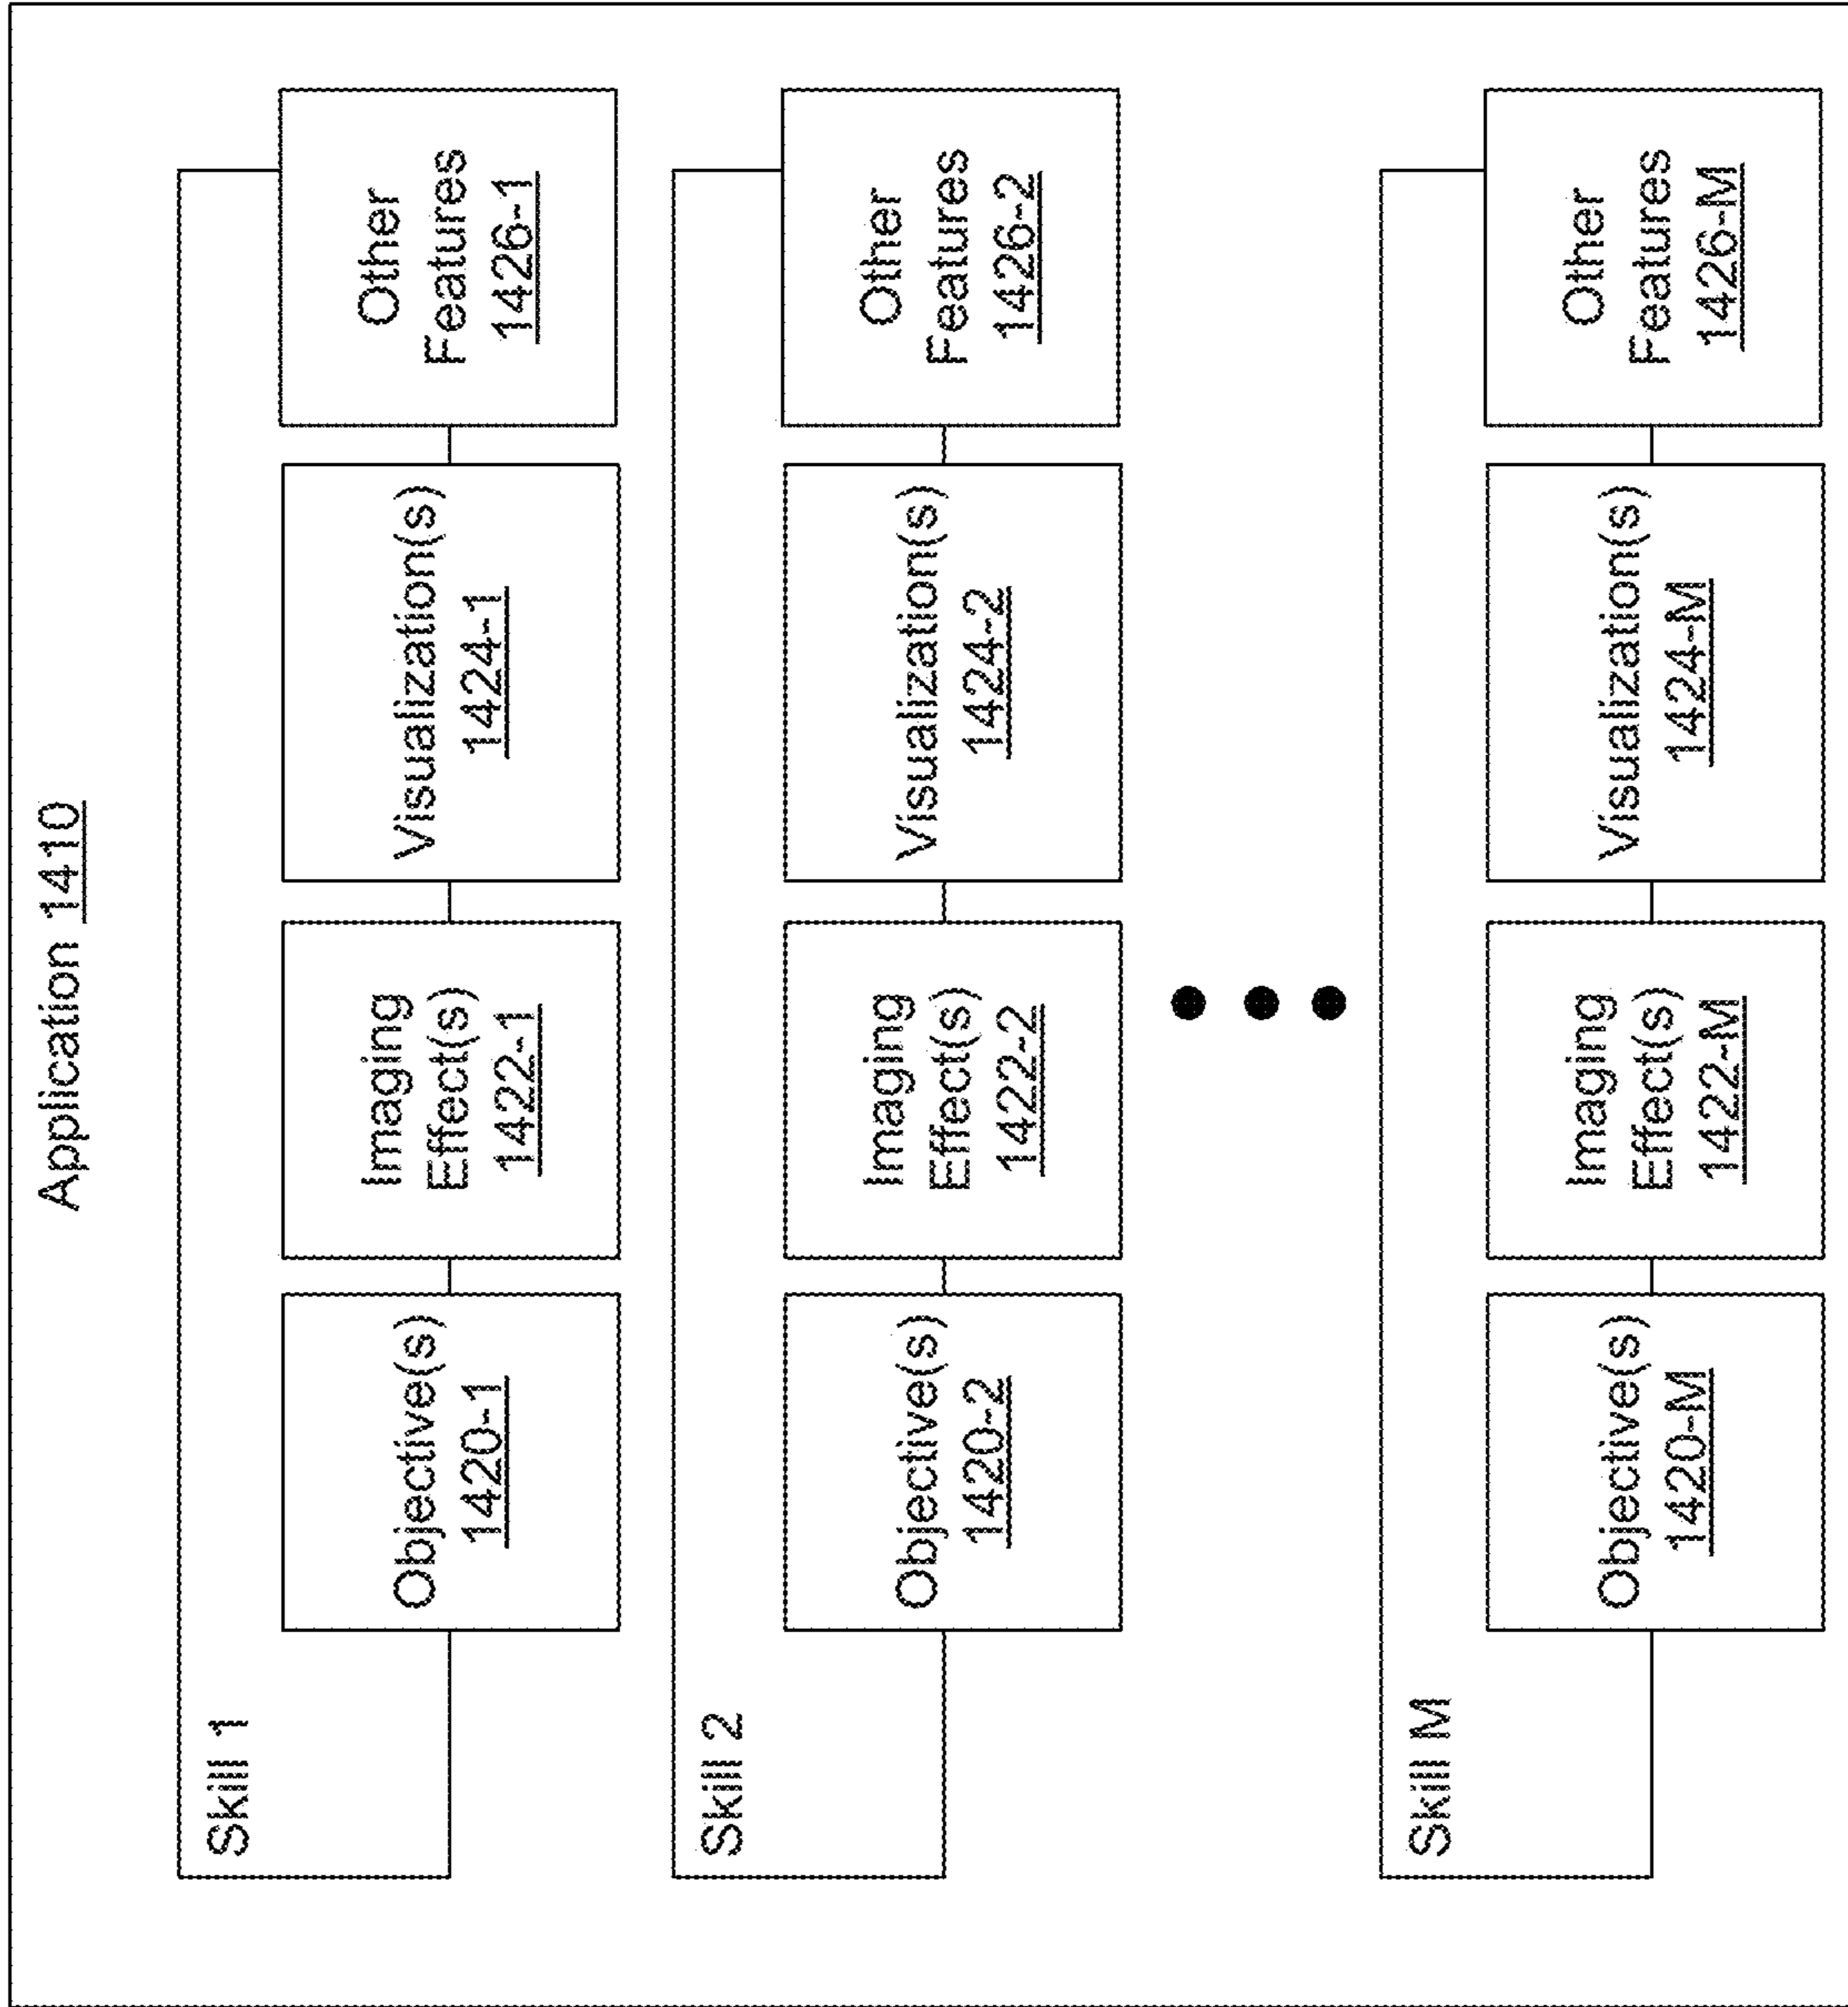 Application 1410
Skill 1
Objective(s)
1420-1
Imaging
Effect(s)
1422-1
Visualization(s)
1424-1
Other
Features
1426-1
Skill 2
Objective(s)
1420-2
Imaging
Effect(s)
1422-2
Visualization(s)
1424-2
Other
Features
1426-2
Skill M
Objective(s)
1420-M
Imaging
Effect(s)
1422-M
Visualization(s)
1424-M
Other
Features
1426-M